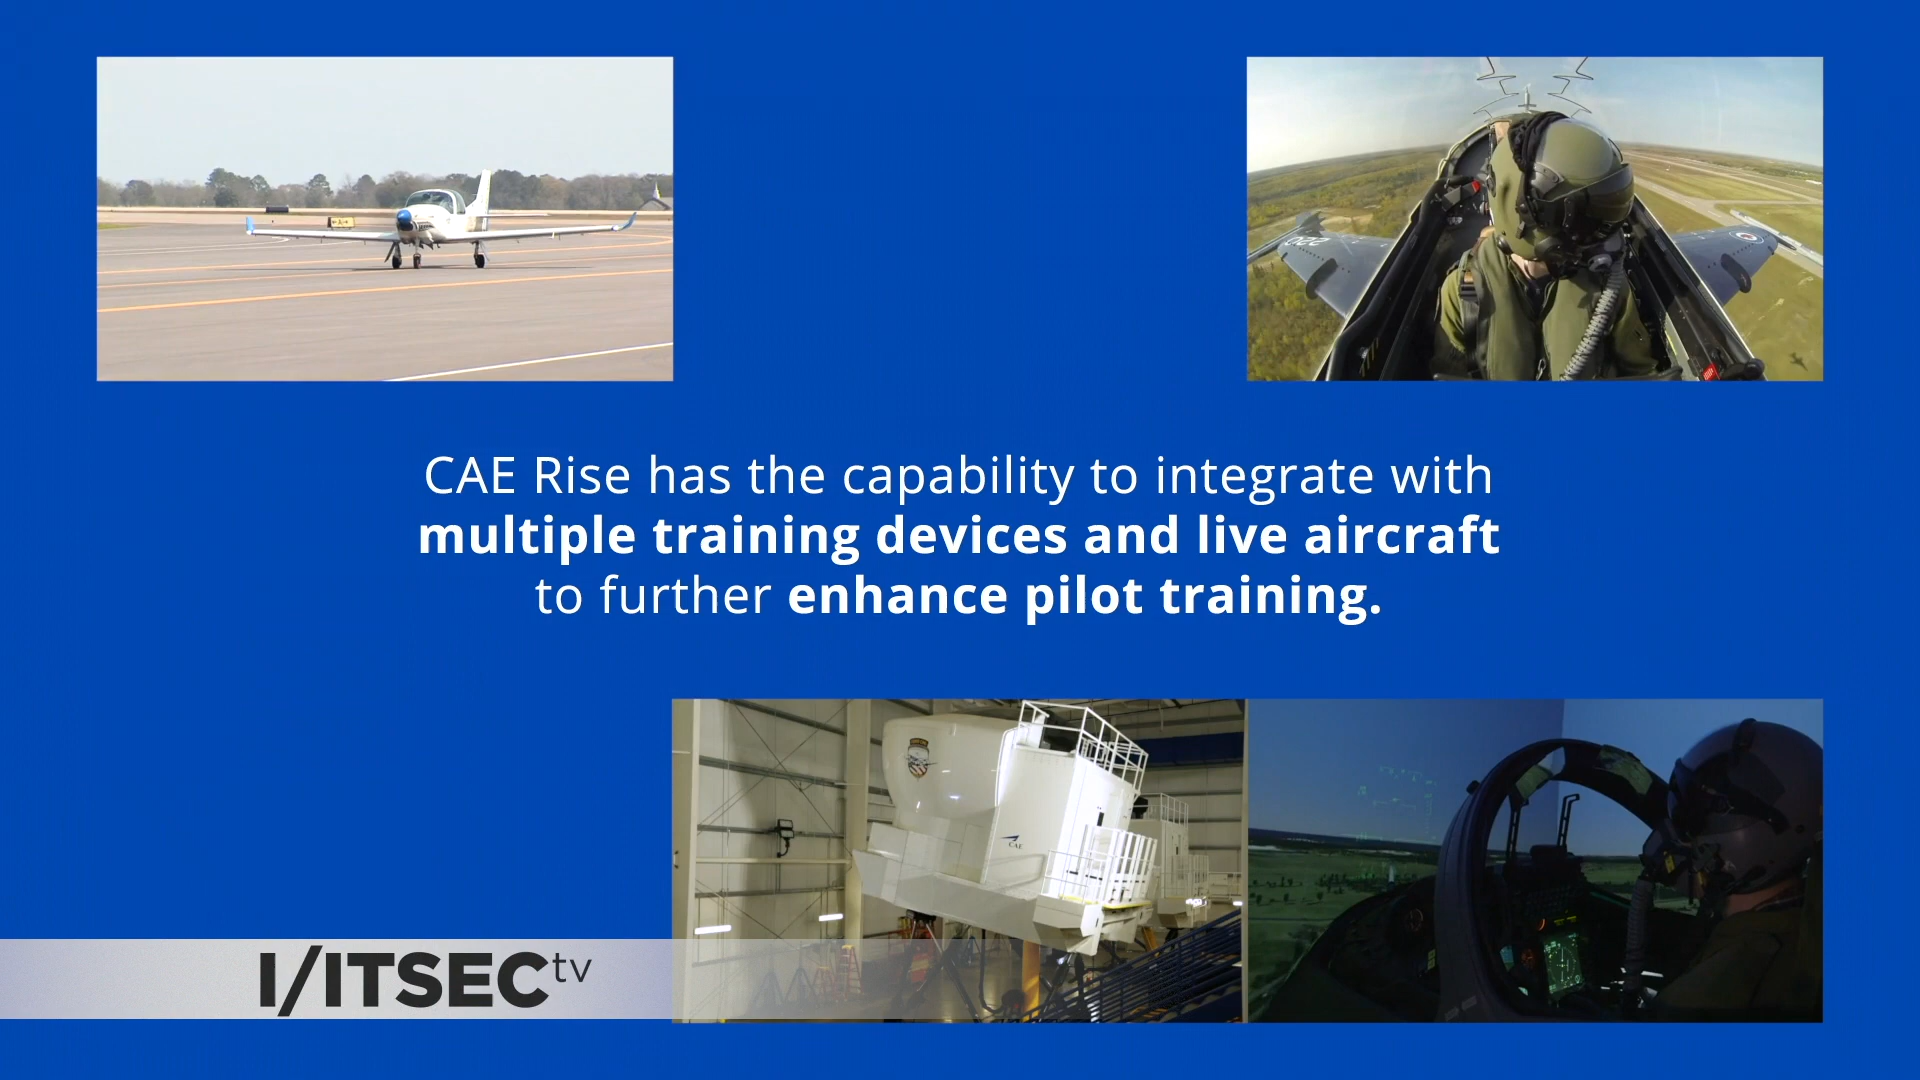 CAE Rise has the capability to integrate with
multiple training devices and live aircraft
to further enhance pilot training.
CAE
I/ITSECtv